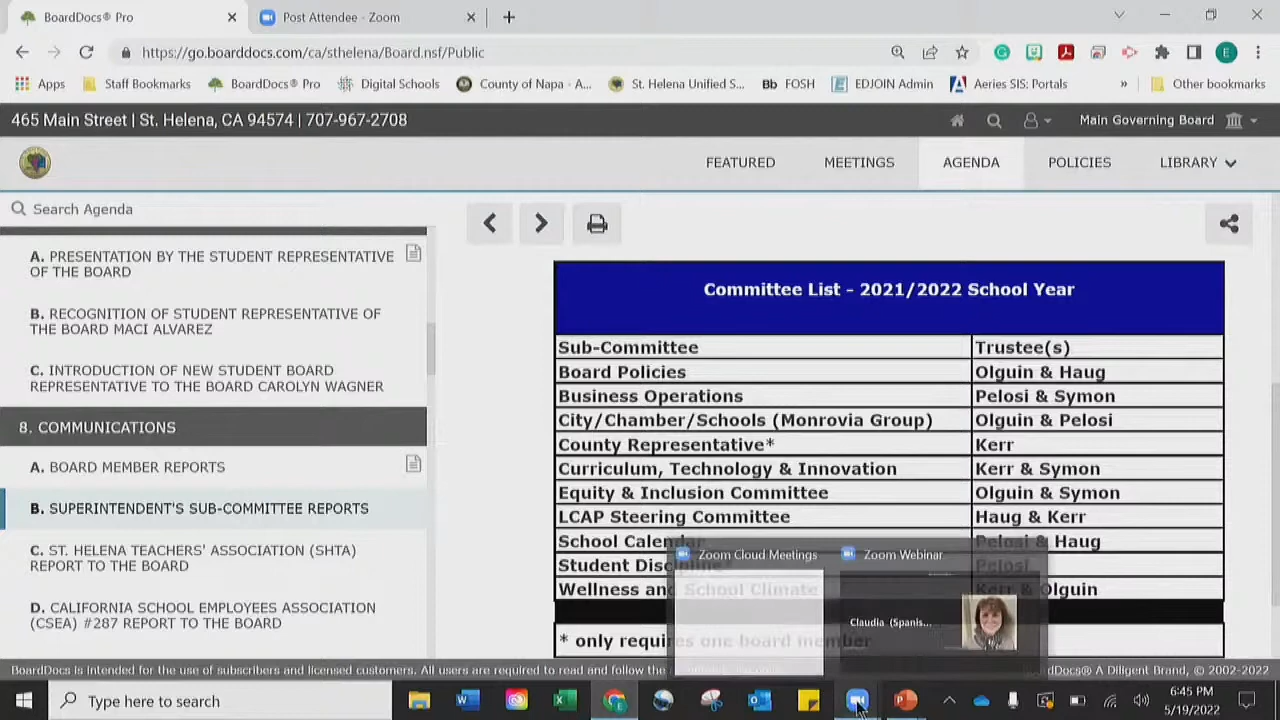 BoardDocs® Pro
Post Attendee - Zoom
https://go.boarddocs.com/ca/sthelena/Board.nsf/Public
E
Apps
Staff Bookmarks
BoardDocs® Pro
Digital Schools
County of Napa - A...
St. Helena Unified S...
Bb FOSH
EDJOIN Admin
Aeries SIS: Portals
»
Other bookmarks
465 Main Street | St. Helena, CA 94574 | 707-967-2708
Main Governing Board
FEATURED
MEETINGS
AGENDA
POLICIES
LIBRARY
Search Agenda
A. PRESENTATION BY THE STUDENT REPRESENTATIVE
OF THE BOARD
B. RECOGNITION OF STUDENT REPRESENTATIVE OF
THE BOARD MACI ALVAREZ
C. INTRODUCTION OF NEW STUDENT BOARD
REPRESENTATIVE TO THE BOARD CAROLYN WAGNER
8. COMMUNICATIONS
A. BOARD MEMBER REPORTS
B. SUPERINTENDENT'S SUB-COMMITTEE REPORTS
C. ST. HELENA TEACHERS' ASSOCIATION (SHTA)
REPORT TO THE BOARD
D. CALIFORNIA SCHOOL EMPLOYEES ASSOCIATION
(CSEA) #287 REPORT TO THE BOARD
Committee List - 2021/2022 School Year
Sub-Committee Trustee(s)
Board Policies Olguin & Haug
Business Operations Pelosi & Symon
City/Chamber/Schools (Monrovia Group) Olguin & Pelosi
County Representative* Kerr
Curriculum, Technology & Innovation Kerr & Symon
Equity & Inclusion Committee Olguin & Symon
LCAP Steering Committee Haug & Kerr
School Calendar Pelosi & Haug
Student Discipline* Pelosi
Wellness and School Climate Kerr & Olguin
* only requires one board member
Zoom Cloud Meetings
Zoom Webinar
Claudia (Spanis...
BoardDocs is intended for the use of subscribers and licensed customers. All users are required to read and follow the
BoardDocs® A Diligent Brand, © 2002-2022
Type here to search
6:45 PM
5/19/2022